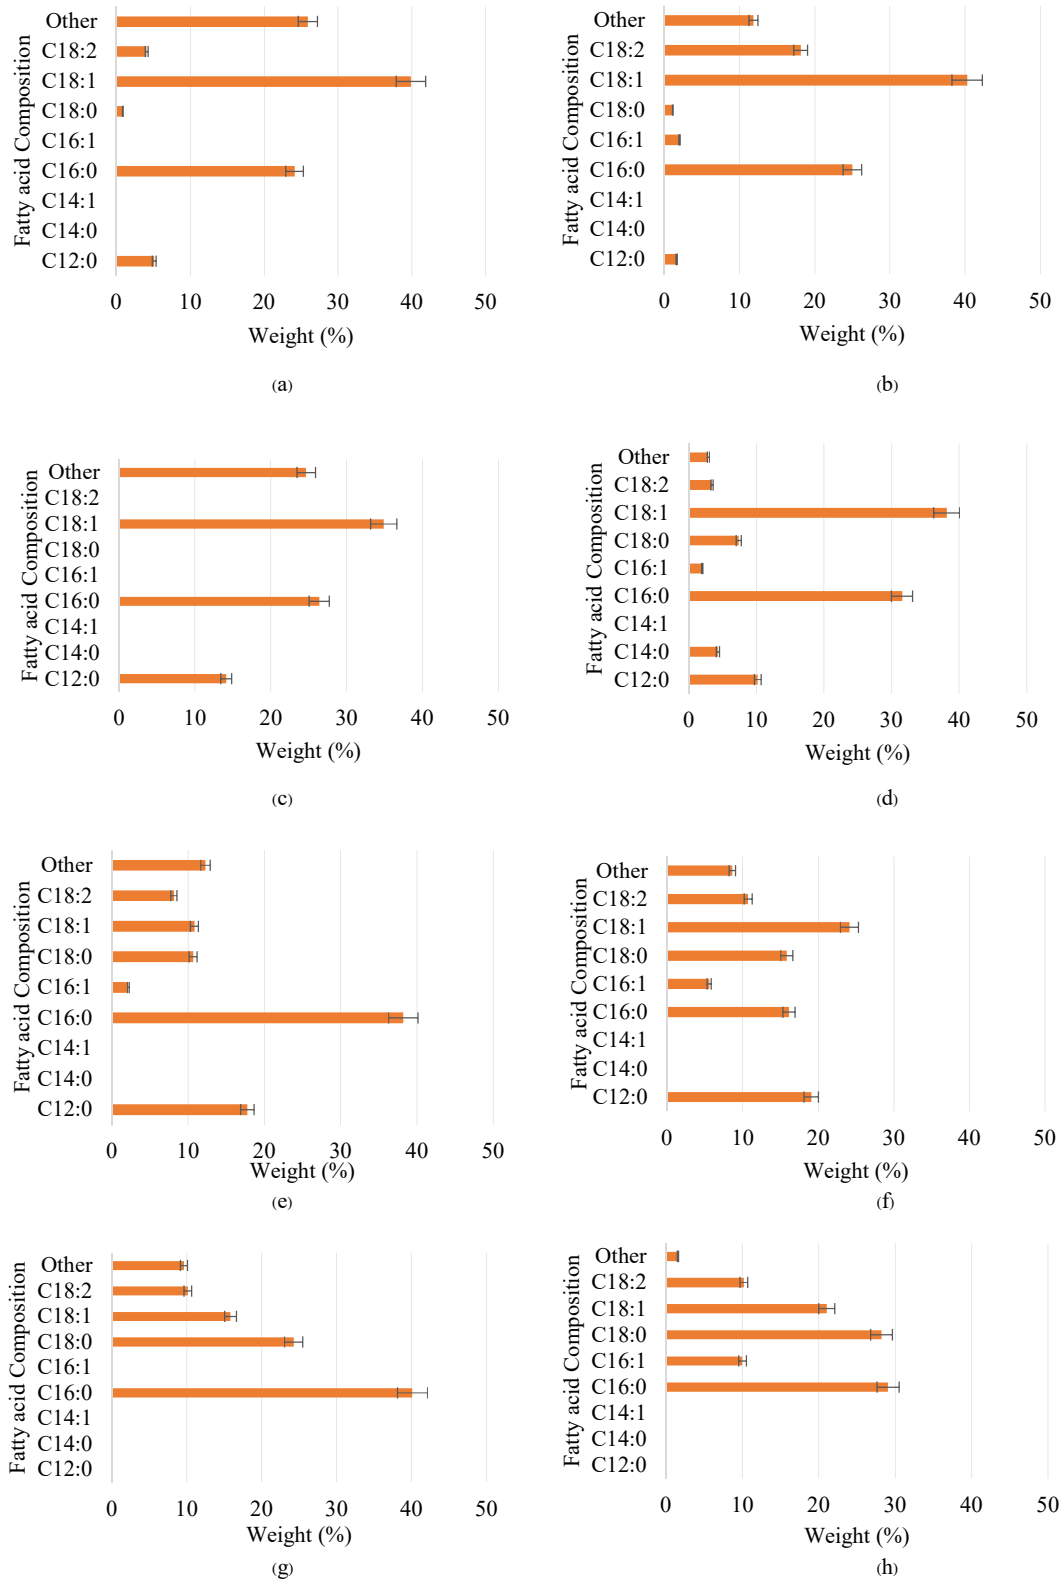 Fatty acid Composition
Other
C18:2
C18:1
C18:0
C16:1
C16:0
C14:1
C14:0
C12:0
0 10 20 30 40 50
Weight (%)
(a)
Fatty acid Composition
Other
C18:2
C18:1
C18:0
C16:1
C16:0
C14:1
C14:0
C12:0
0 10 20 30 40 50
Weight (%)
(b)
Fatty acid Composition
Other
C18:2
C18:1
C18:0
C16:1
C16:0
C14:1
C14:0
C12:0
0 10 20 30 40 50
Weight (%)
(c)
Fatty acid Composition
Other
C18:2
C18:1
C18:0
C16:1
C16:0
C14:1
C14:0
C12:0
0 10 20 30 40 50
Weight (%)
(d)
Fatty acid Composition
Other
C18:2
C18:1
C18:0
C16:1
C16:0
C14:1
C14:0
C12:0
0 10 20 30 40 50
Weight (%)
(e)
Fatty acid Composition
Other
C18:2
C18:1
C18:0
C16:1
C16:0
C14:1
C14:0
C12:0
0 10 20 30 40 50
Weight (%)
(f)
Fatty acid Composition
Other
C18:2
C18:1
C18:0
C16:1
C16:0
C14:1
C14:0
C12:0
0 10 20 30 40 50
Weight (%)
(g)
Fatty acid Composition
Other
C18:2
C18:1
C18:0
C16:1
C16:0
C14:1
C14:0
C12:0
0 10 20 30 40 50
Weight (%)
(h)